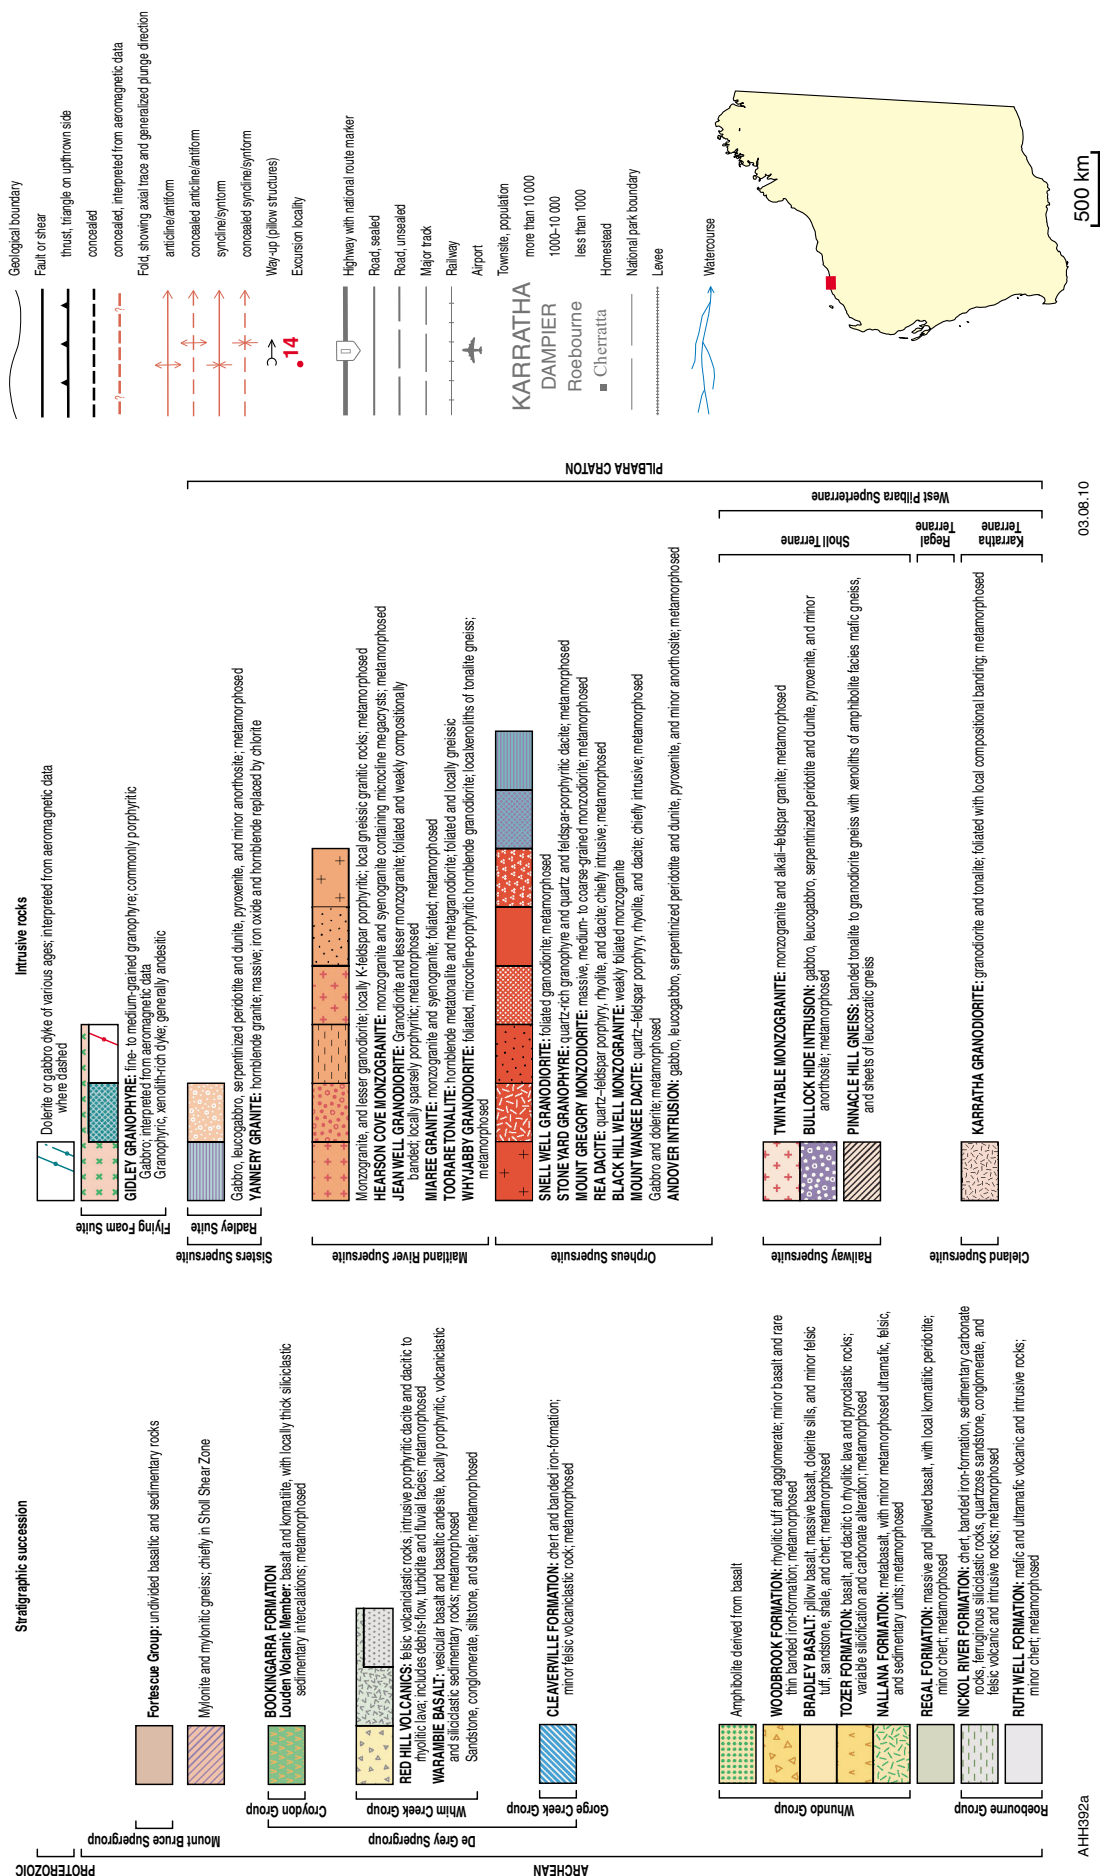 Stratigraphic succession
Fortescue Group: undivided basaltic and sedimentary rocks
Mylonite and mylonitic gneiss; chiefly in Sholl Shear Zone
BOOKINGARRA FORMATION
Louden Volcanic Member: basalt and komatiite, with locally thick siliciclastic
sedimentary intercalations; metamorphosed
RED HILL VOLCANICS: felsic volcaniclastic rocks, intrusive porphyritic dacite and dacitic to
rhyolitic lava; includes debris-flow, turbidite and fluvial facies; metamorphosed
WARAMBIE BASALT: vesicular basalt and basaltic andesite, locally porphyritic, volcaniclastic
and siliciclastic sedimentary rocks; metamorphosed
Sandstone, conglomerate, siltstone, and shale; metamorphosed
CLEAVERVILLE FORMATION: chert and banded iron-formation;
minor felsic volcaniclastic rock; metamorphosed
Amphibolite derived from basalt
WOODBROOK FORMATION: rhyolitic tuff and agglomerate; minor basalt and rare
thin banded iron-formation; metamorphosed
BRADLEY BASALT: pillow basalt, massive basalt, dolerite sills, and minor felsic
tuff, sandstone, shale, and chert; metamorphosed
TOZER FORMATION: basalt, and dacitic to rhyolitic lava and pyroclastic rocks;
variable silicification and carbonate alteration; metamorphosed
NALLANA FORMATION: metabasalt, with minor metamorphosed ultramafic, felsic,
and sedimentary units; metamorphosed
REGAL FORMATION: massive and pillowed basalt, with local komatiitic peridotite;
minor chert; metamorphosed
NICKOL RIVER FORMATION: chert, banded iron-formation, sedimentary carbonate
rocks, ferruginous siliciclastic rocks, quartzose sandstone, conglomerate, and
felsic volcanic and intrusive rocks; metamorphosed
RUTH WELL FORMATION: mafic and ultramafic volcanic and intrusive rocks;
minor chert; metamorphosed
PROTEROZOIC
ARCHEAN
Mount Bruce Supergroup
De Grey Supergroup
Croydon Group
Whim Creek Group
Gorge Creek Group
Whundo Group
Roebourne Group
AHH392a
Intrusive rocks
Dolerite or gabbro dyke of various ages; interpreted from aeromagnetic data
where dashed
GIDLEY GRANOPHYRE: fine- to medium-grained granophyre; commonly porphyritic
Gabbro; interpreted from aeromagnetic data
Granophyric, xenolith-rich dyke; generally andesitic
Gabbro, leucogabbro, serpentinized peridotite and dunite, pyroxenite, and minor anorthosite; metamorphosed
YANNERY GRANITE: hornblende granite; massive; iron oxide and hornblende replaced by chlorite
Monzogranite, and lesser granodiorite; locally K-feldspar porphyritic; local gneissic granitic rocks; metamorphosed
HEARSON COVE MONZOGRANITE: monzogranite and syenogranite containing microcline megacrysts; metamorphosed
JEAN WELL GRANODIORITE: Granodiorite and lesser monzogranite; foliated and weakly compositionally
banded; locally sparsely porphyritic; metamorphosed
MIAREE GRANITE: monzogranite and syenogranite; foliated; metamorphosed
TOORARE TONALITE: hornblende metatonalite and metagranodiorite; foliated and locally gneissic
WHYJABBY GRANODIORITE: foliated, microcline-porphyritic hornblende granodiorite; localxenoliths of tonalite gneiss;
metamorphosed
SNELL WELL GRANODIORITE: foliated granodiorite; metamorphosed
STONE YARD GRANOPHYRE: quartz-rich granophyre and quartz and feldspar-porphyritic dacite; metamorphosed
MOUNT GREGORY MONZODIORITE: massive, medium- to coarse-grained monzodiorite; metamorphosed
REA DACITE: quartz–feldspar porphyry, rhyolite, and dacite; chiefly intrusive; metamorphosed
BLACK HILL WELL MONZOGRANITE: weakly foliated monzogranite
MOUNT WANGEE DACITE: quartz–feldspar porphyry, rhyolite, and dacite; chiefly intrusive; metamorphosed
Gabbro and dolerite; metamorphosed
ANDOVER INTRUSION: gabbro, leucogabbro, serpentinized peridotite and dunite, pyroxenite, and minor anorthosite; metamorphosed
TWINTABLE MONZOGRANITE: monzogranite and alkali–feldspar granite; metamorphosed
BULLOCK HIDE INTRUSION: gabbro, leucogabbro, serpentinized peridotite and dunite, pyroxenite, and minor
anorthosite; metamorphosed
PINNACLE HILL GNEISS: banded tonalite to granodiorite gneiss with xenoliths of amphibolite facies mafic gneiss,
and sheets of leucocratic gneiss
KARRATHA GRANODIORITE: granodiorite and tonalite; foliated with local compositional banding; metamorphosed
Flying Foam Suite
Sisters Supersuite
Radley Suite
Maitland River Supersuite
Orpheus Supersuite
Railway Supersuite
Cleland Supersuite
Sholl Terrane
Regal
Terrane
Karratha
Terrane
West Pilbara Superterrane
PILBARA CRATON
Geological boundary
Fault or shear
thrust, triangle on upthrown side
concealed
? ? concealed, interpreted from aeromagnetic data
Fold, showing axial trace and generalized plunge direction
anticline/antiform
concealed anticline/antiform
syncline/syntorm
concealed syncline/synform
Way-up (pillow structures)
14 Excursion locality
Highway with national route marker
Road, sealed
Road, unsealed
Major track
Railway
Airport
Townsite, population
KARRATHA more than 10 000
DAMPIER 1000–10 000
Roebourne less than 1000
Cherratta Homestead
National park boundary
Levee
Watercourse
500 km
03.08.10